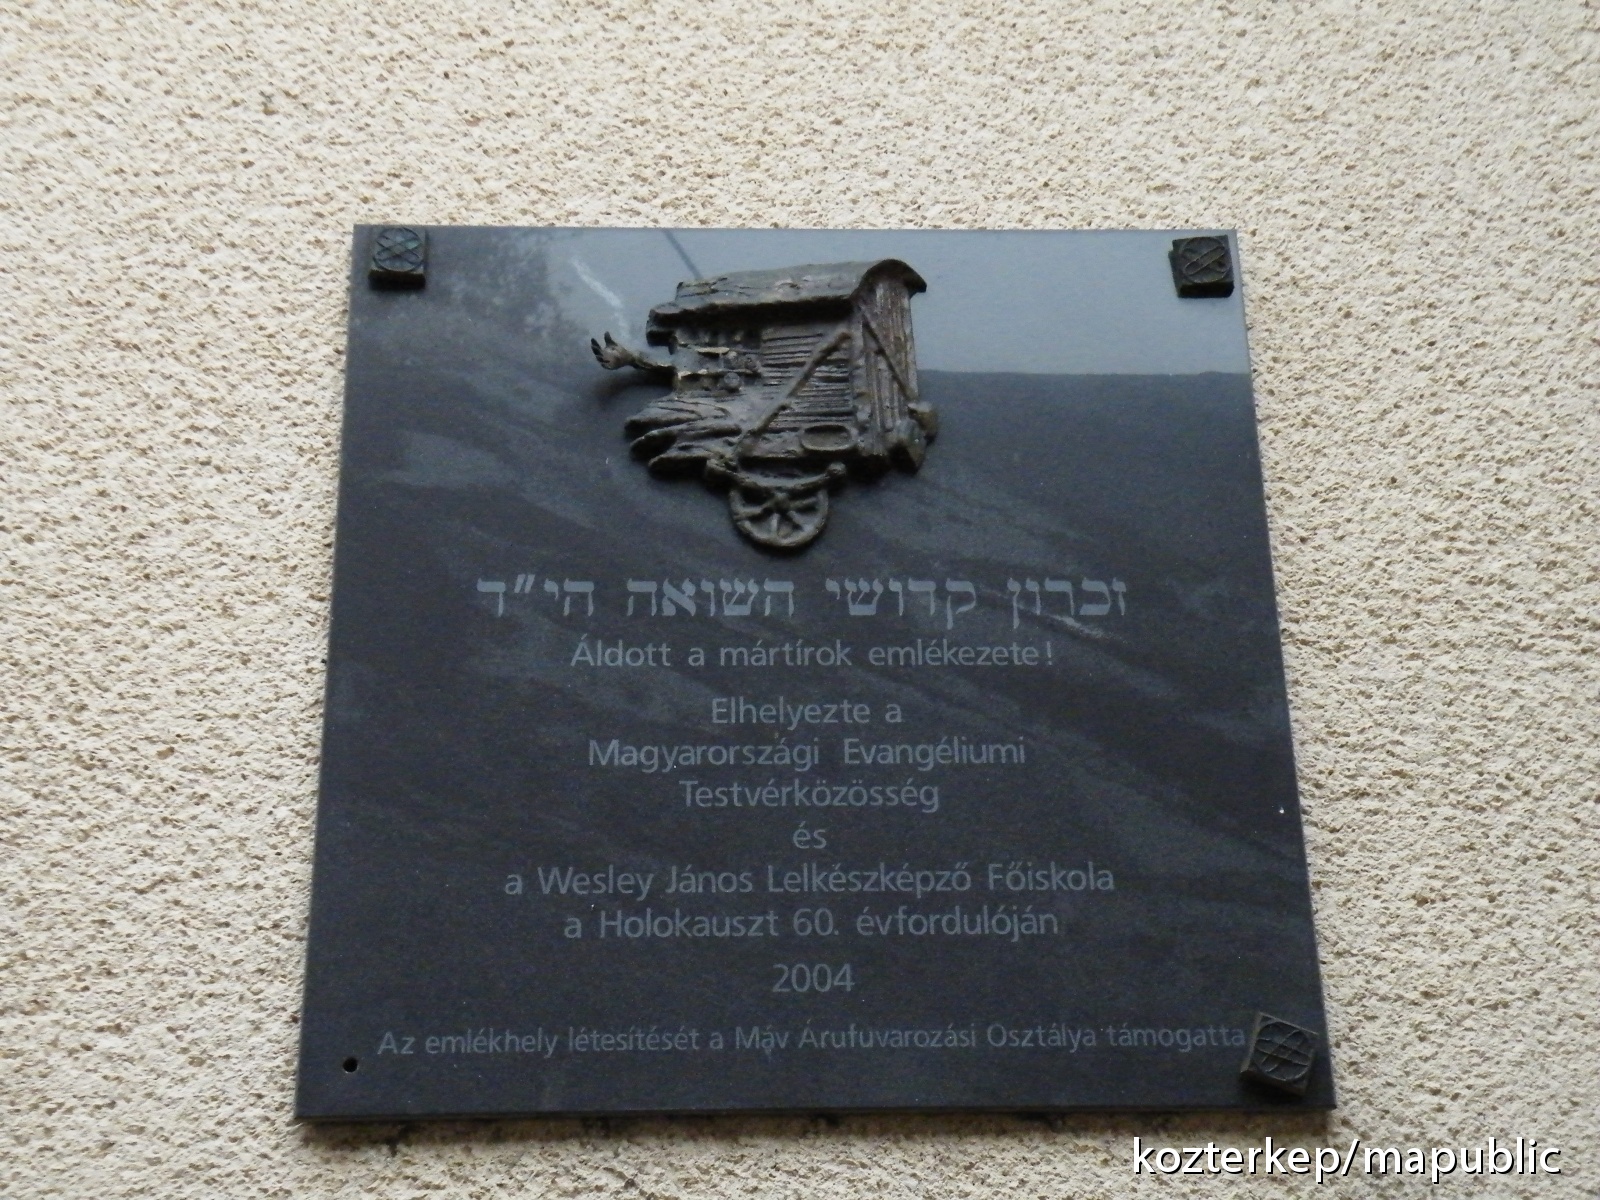 זכרון קדושי השואה הי״ד
Áldott a mártírok emlékezete!
Elhelyezte a
Magyarországi Evangéliumi
Testvérközösség
és
a Wesley János Lelkészképző Főiskola
a Holokauszt 60. évfordulóján
2004
Az emlékhely létesítését a Máv Árufuvarozási Osztálya támogatta
kozterkep/mapublic